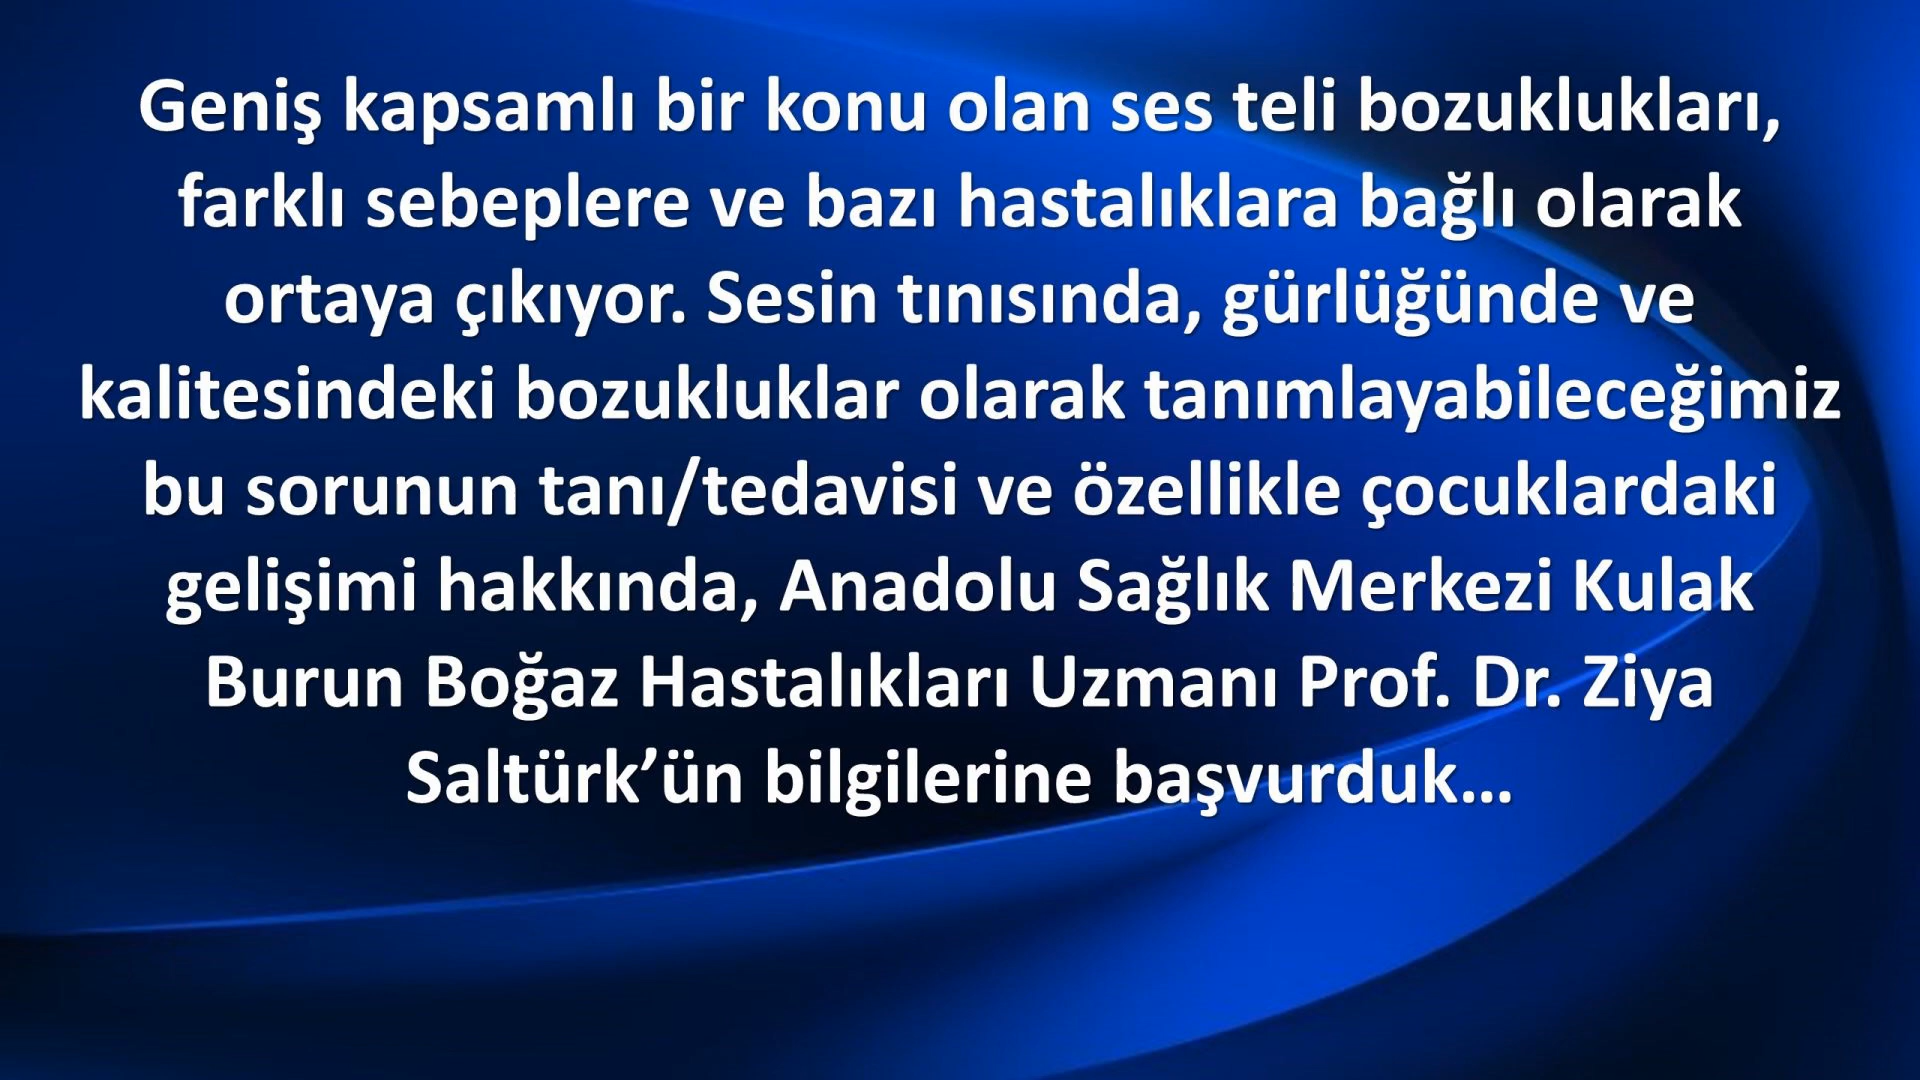 Geniş kapsamlı bir konu olan ses teli bozuklukları,
farklı sebeplere ve bazı hastalıklara bağlı olarak
ortaya çıkıyor. Sesin tınısında, gürlüğünde ve
kalitesindeki bozukluklar olarak tanımlayabileceğimiz
bu sorunun tanı/tedavisi ve özellikle çocuklardaki
gelişimi hakkında, Anadolu Sağlık Merkezi Kulak
Burun Boğaz Hastalıkları Uzmanı Prof. Dr. Ziya
Saltürk’ün bilgilerine başvurduk…